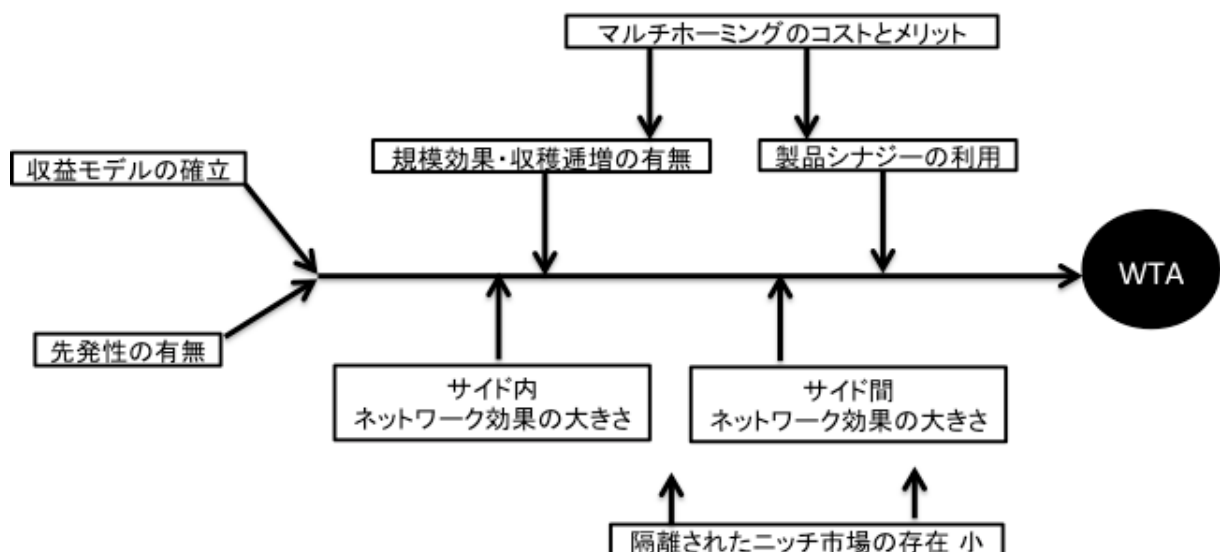 マルチホーミングのコストとメリット
収益モデルの確立
規模効果・収穫逓増の有無
製品シナジーの利用
WTA
先発性の有無
サイド内
ネットワーク効果の大きさ
サイド間
ネットワーク効果の大きさ
隔離されたニッチ市場の存在 小